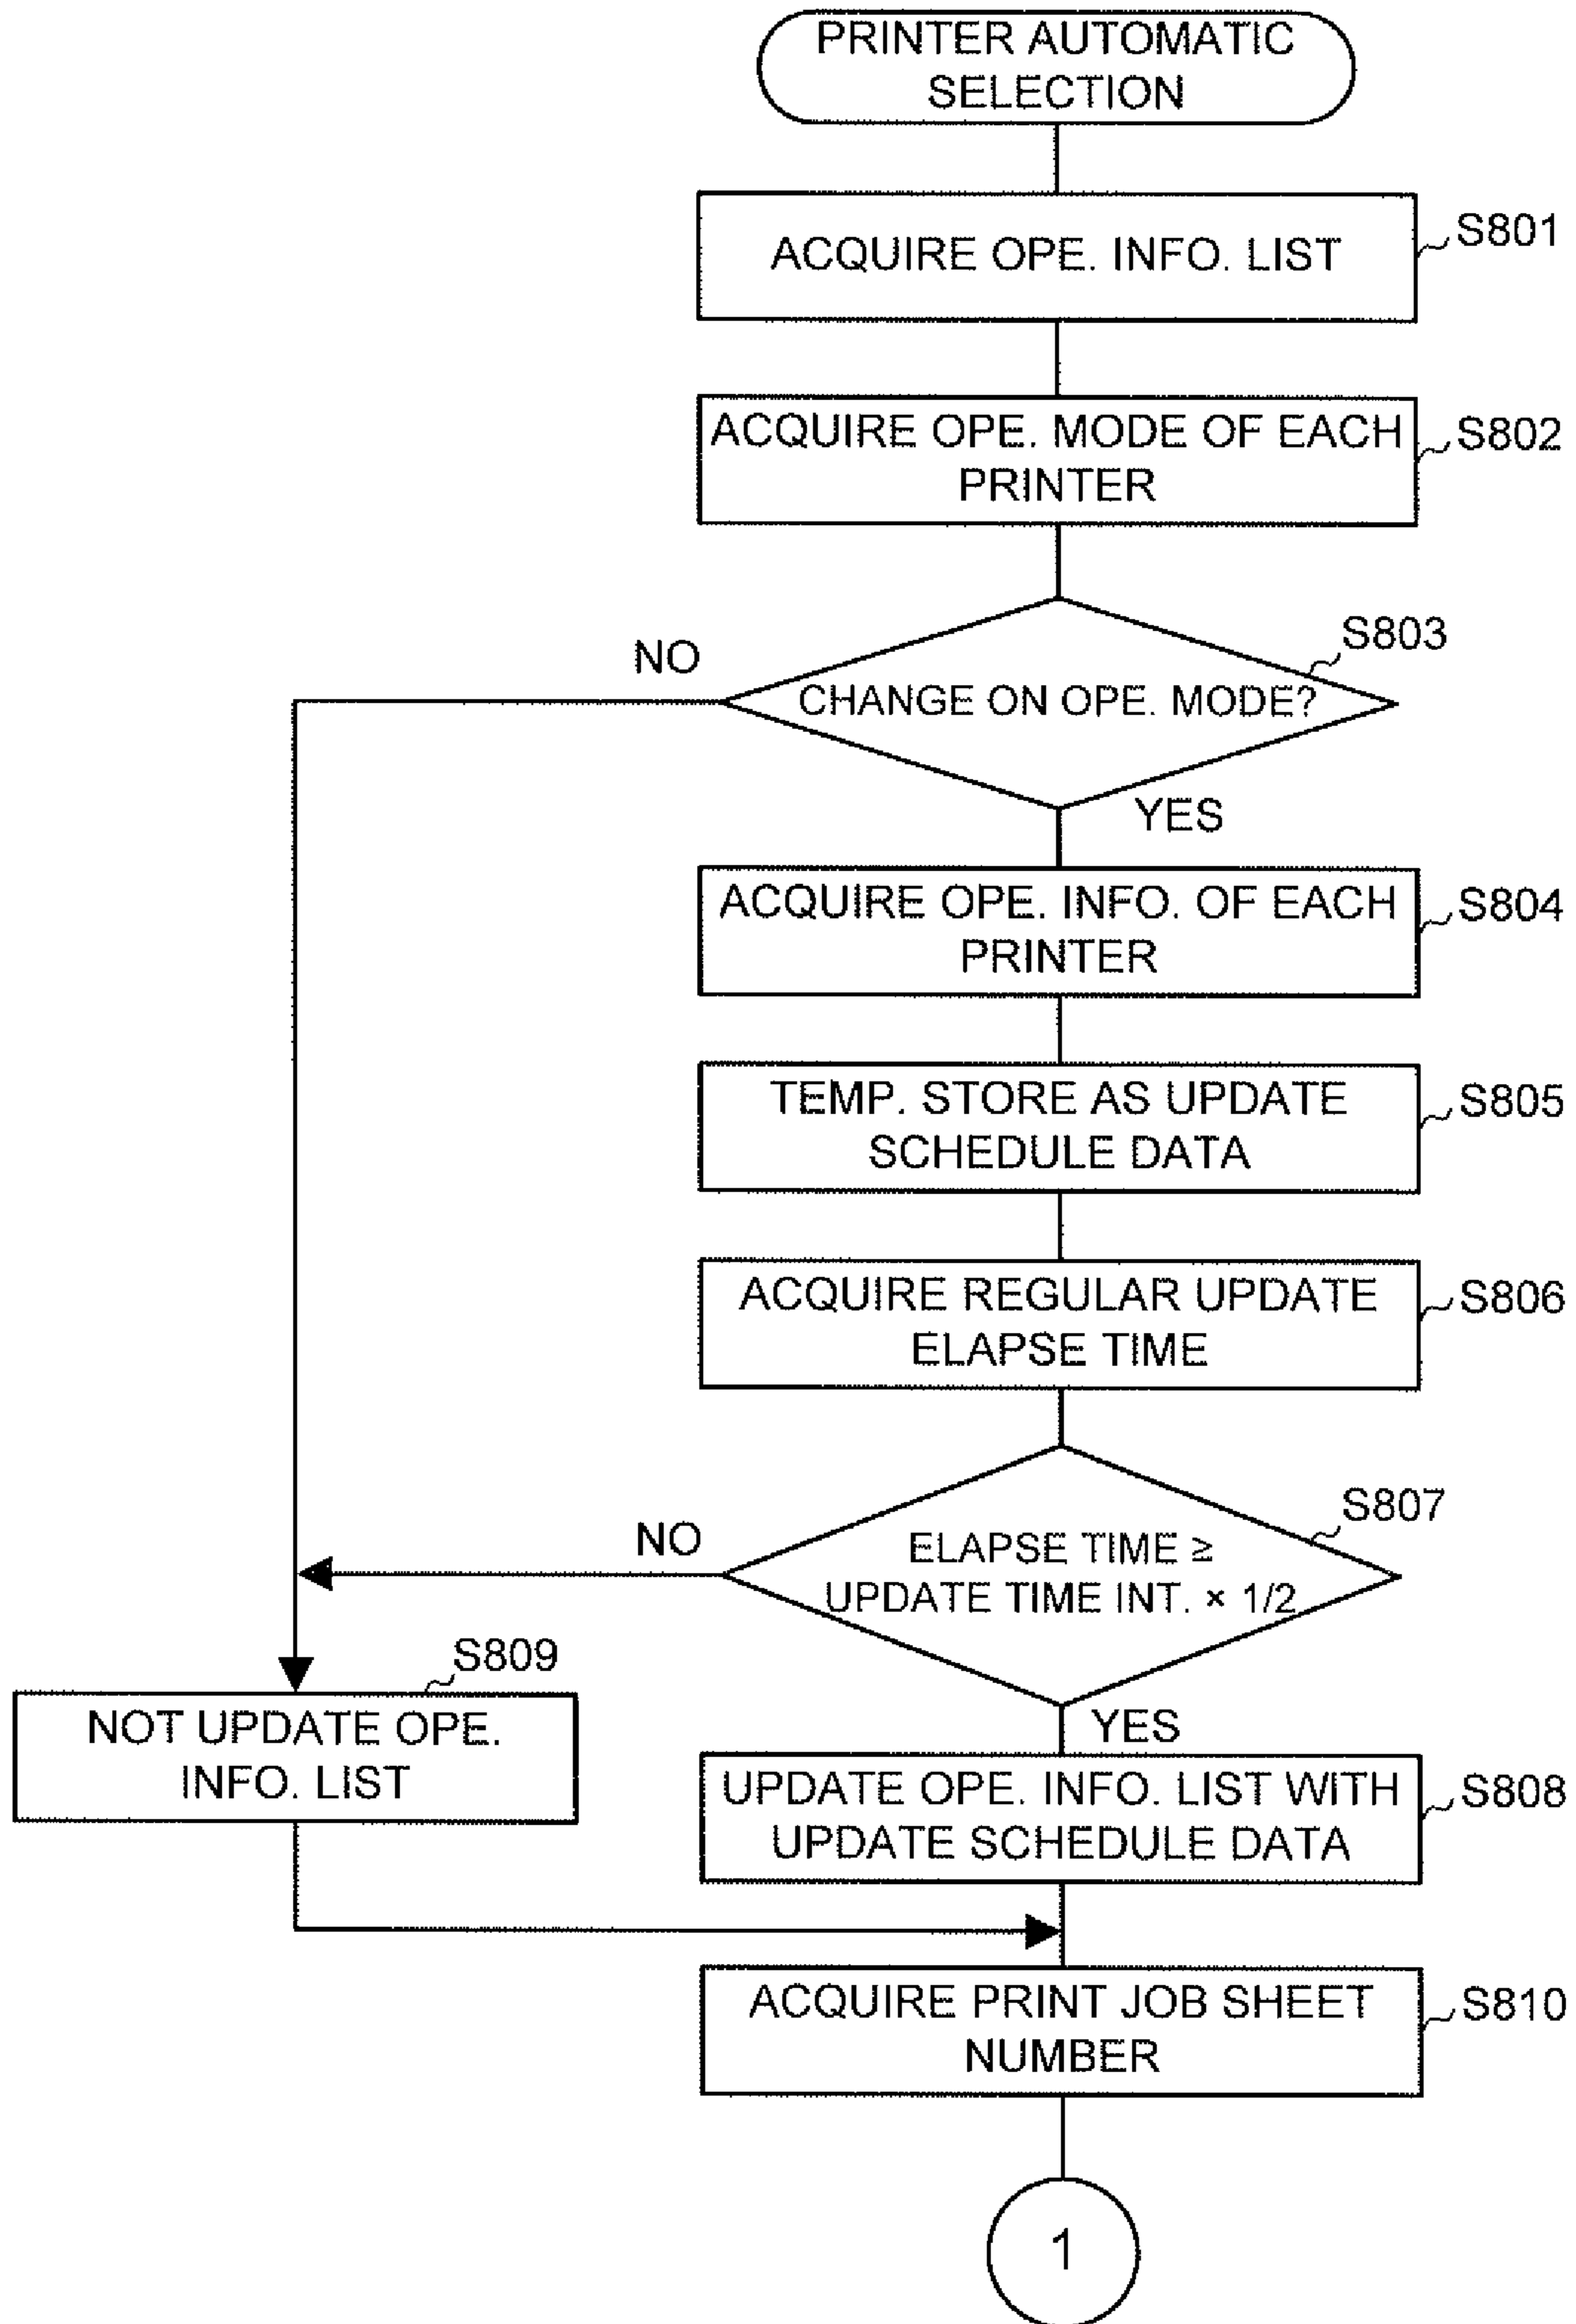 PRINTER AUTOMATIC
SELECTION
ACQUIRE OPE. INFO. LIST
S801
ACQUIRE OPE. MODE OF EACH
PRINTER
S802
NO
S803
CHANGE ON OPE. MODE?
YES
ACQUIRE OPE. INFO. OF EACH
PRINTER
S804
TEMP. STORE AS UPDATE
SCHEDULE DATA
S805
ACQUIRE REGULAR UPDATE
ELAPSE TIME
S806
NO
S807
ELAPSE TIME ≥
UPDATE TIME INT. × 1/2
S809
NOT UPDATE OPE.
INFO. LIST
YES
UPDATE OPE. INFO. LIST WITH
UPDATE SCHEDULE DATA
S808
ACQUIRE PRINT JOB SHEET
NUMBER
S810
1